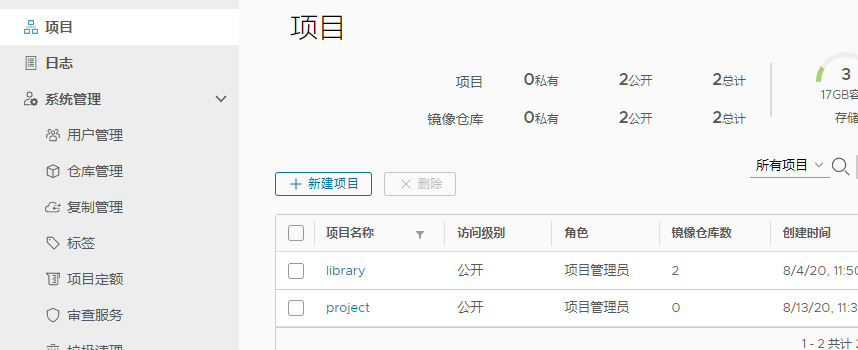 项目
日志
系统管理
用户管理
仓库管理
复制管理
标签
项目定额
审查服务
垃圾清理
项目
项目 0私有 2公开 2总计
镜像仓库 0私有 2公开 2总计
3
17GB容
存储
所有项目
新建项目 删除
项目名称 访问级别 角色 镜像仓库数 创建时间
library 公开 项目管理员 2 8/4/20, 11:50
project 公开 项目管理员 0 8/13/20, 11:3
1 - 2 共计 2